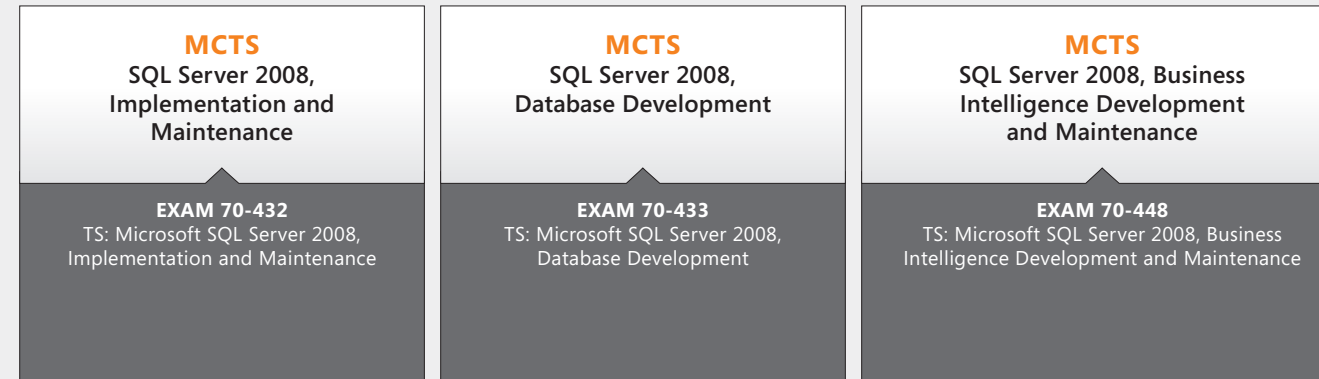 MCTS
SQL Server 2008,
Implementation and
Maintenance
EXAM 70-432
TS: Microsoft SQL Server 2008,
Implementation and Maintenance
MCTS
SQL Server 2008,
Database Development
EXAM 70-433
TS: Microsoft SQL Server 2008,
Database Development
MCTS
SQL Server 2008, Business
Intelligence Development
and Maintenance
EXAM 70-448
TS: Microsoft SQL Server 2008, Business
Intelligence Development and Maintenance